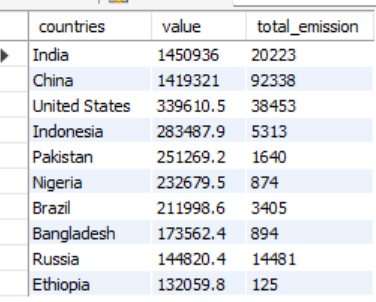 countries value total_emission
India 1450936 20223
China 1419321 92338
United States 339610.5 38453
Indonesia 283487.9 5313
Pakistan 251269.2 1640
Nigeria 232679.5 874
Brazil 211998.6 3405
Bangladesh 173562.4 894
Russia 144820.4 14481
Ethiopia 132059.8 125